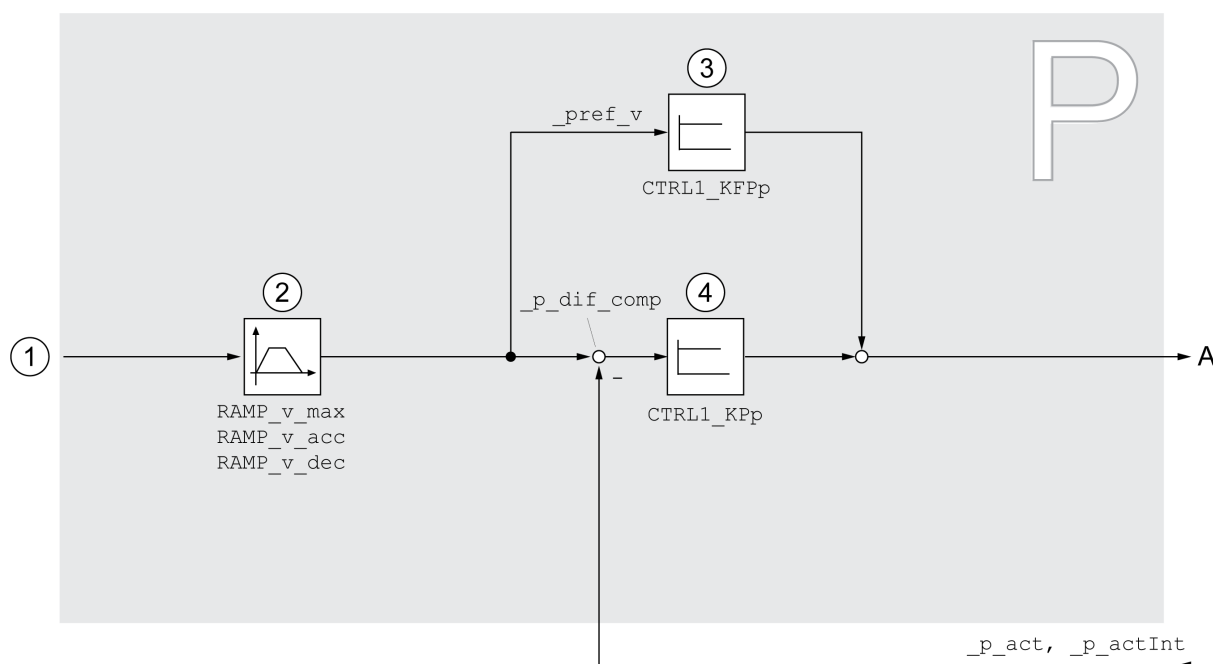 P
3
_pref_v
CTRL1_KFPp
2
_p_dif_comp
4
1
A
-
RAMP_v_max
RAMP_v_acc
RAMP_v_dec
CTRL1_KPp
_p_act, _p_actInt